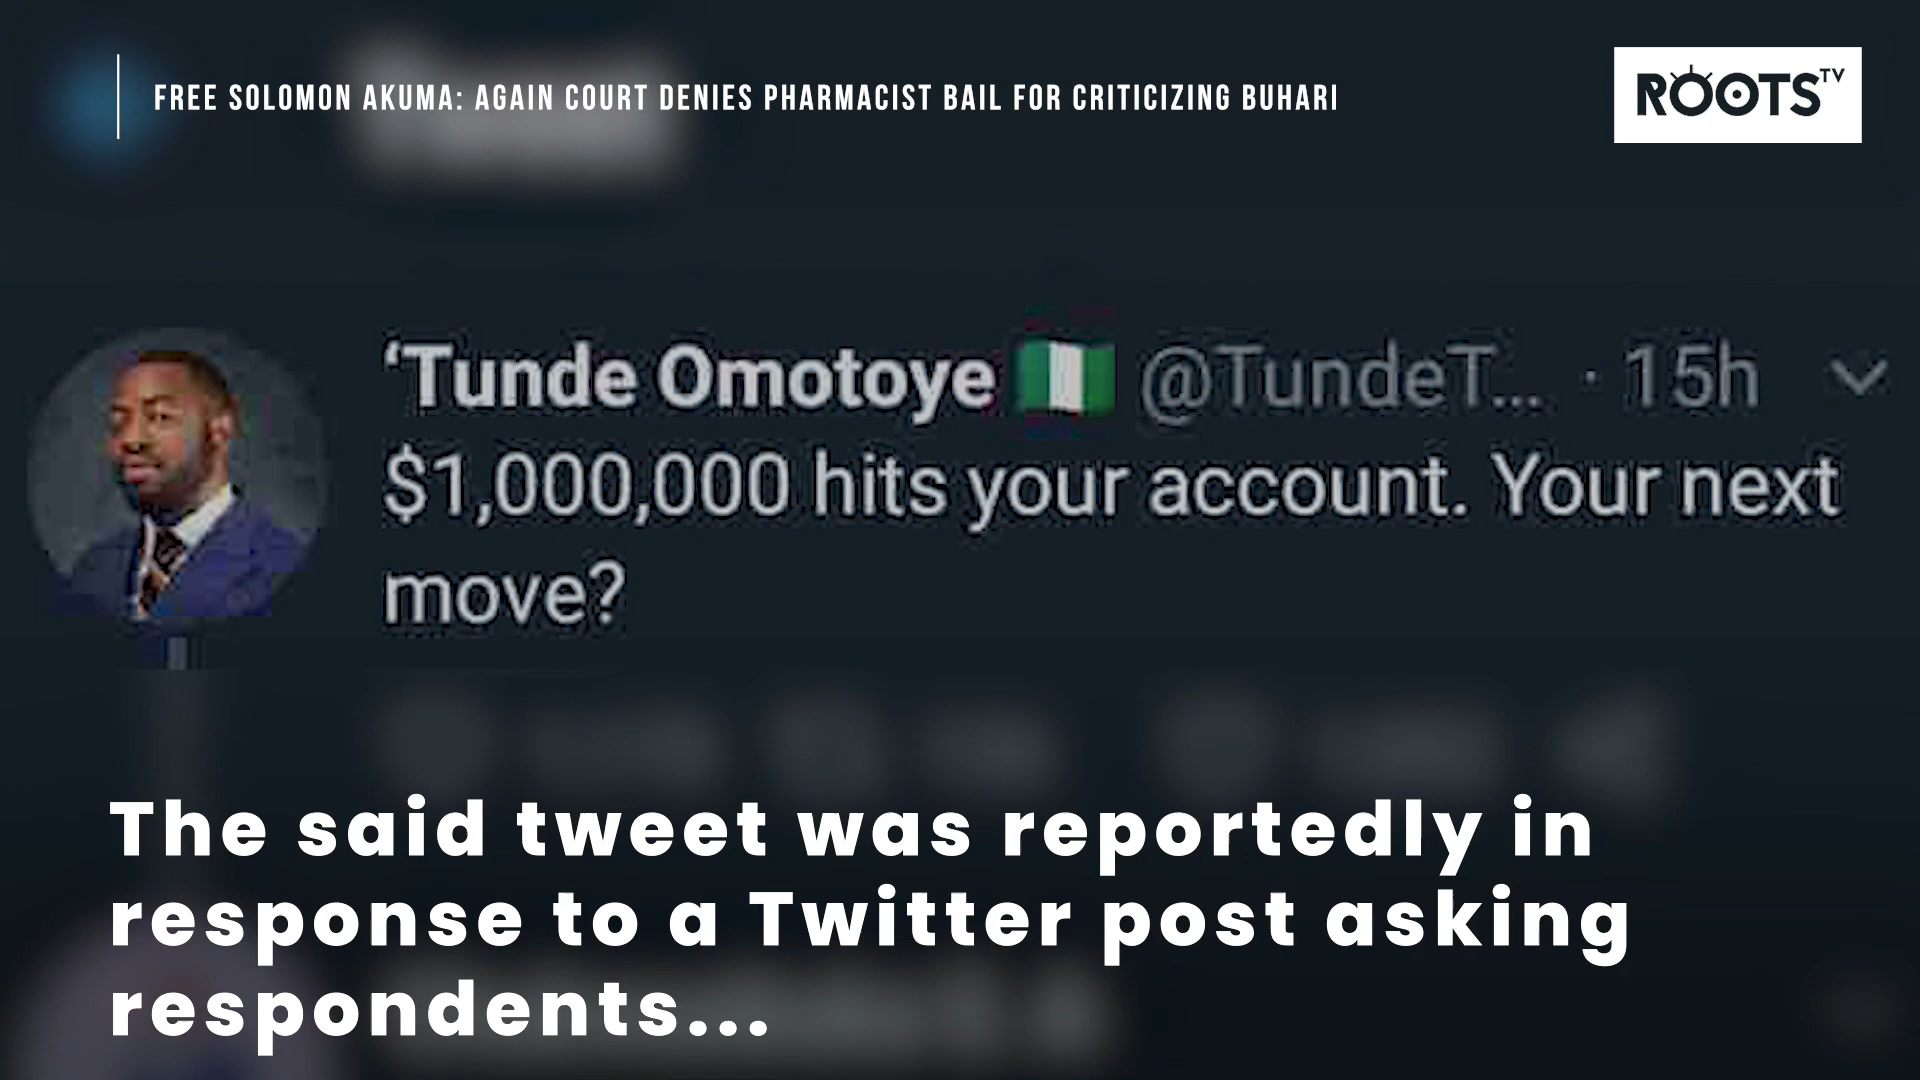 FREE SOLOMON AKUMA: AGAIN COURT DENIES PHARMACIST BAIL FOR CRITICIZING BUHARI
ROOTS TV
'Tunde Omotoye 🇳🇬 @TundeT... · 15h
$1,000,000 hits your account. Your next
move?
The said tweet was reportedly in
response to a Twitter post asking
respondents...